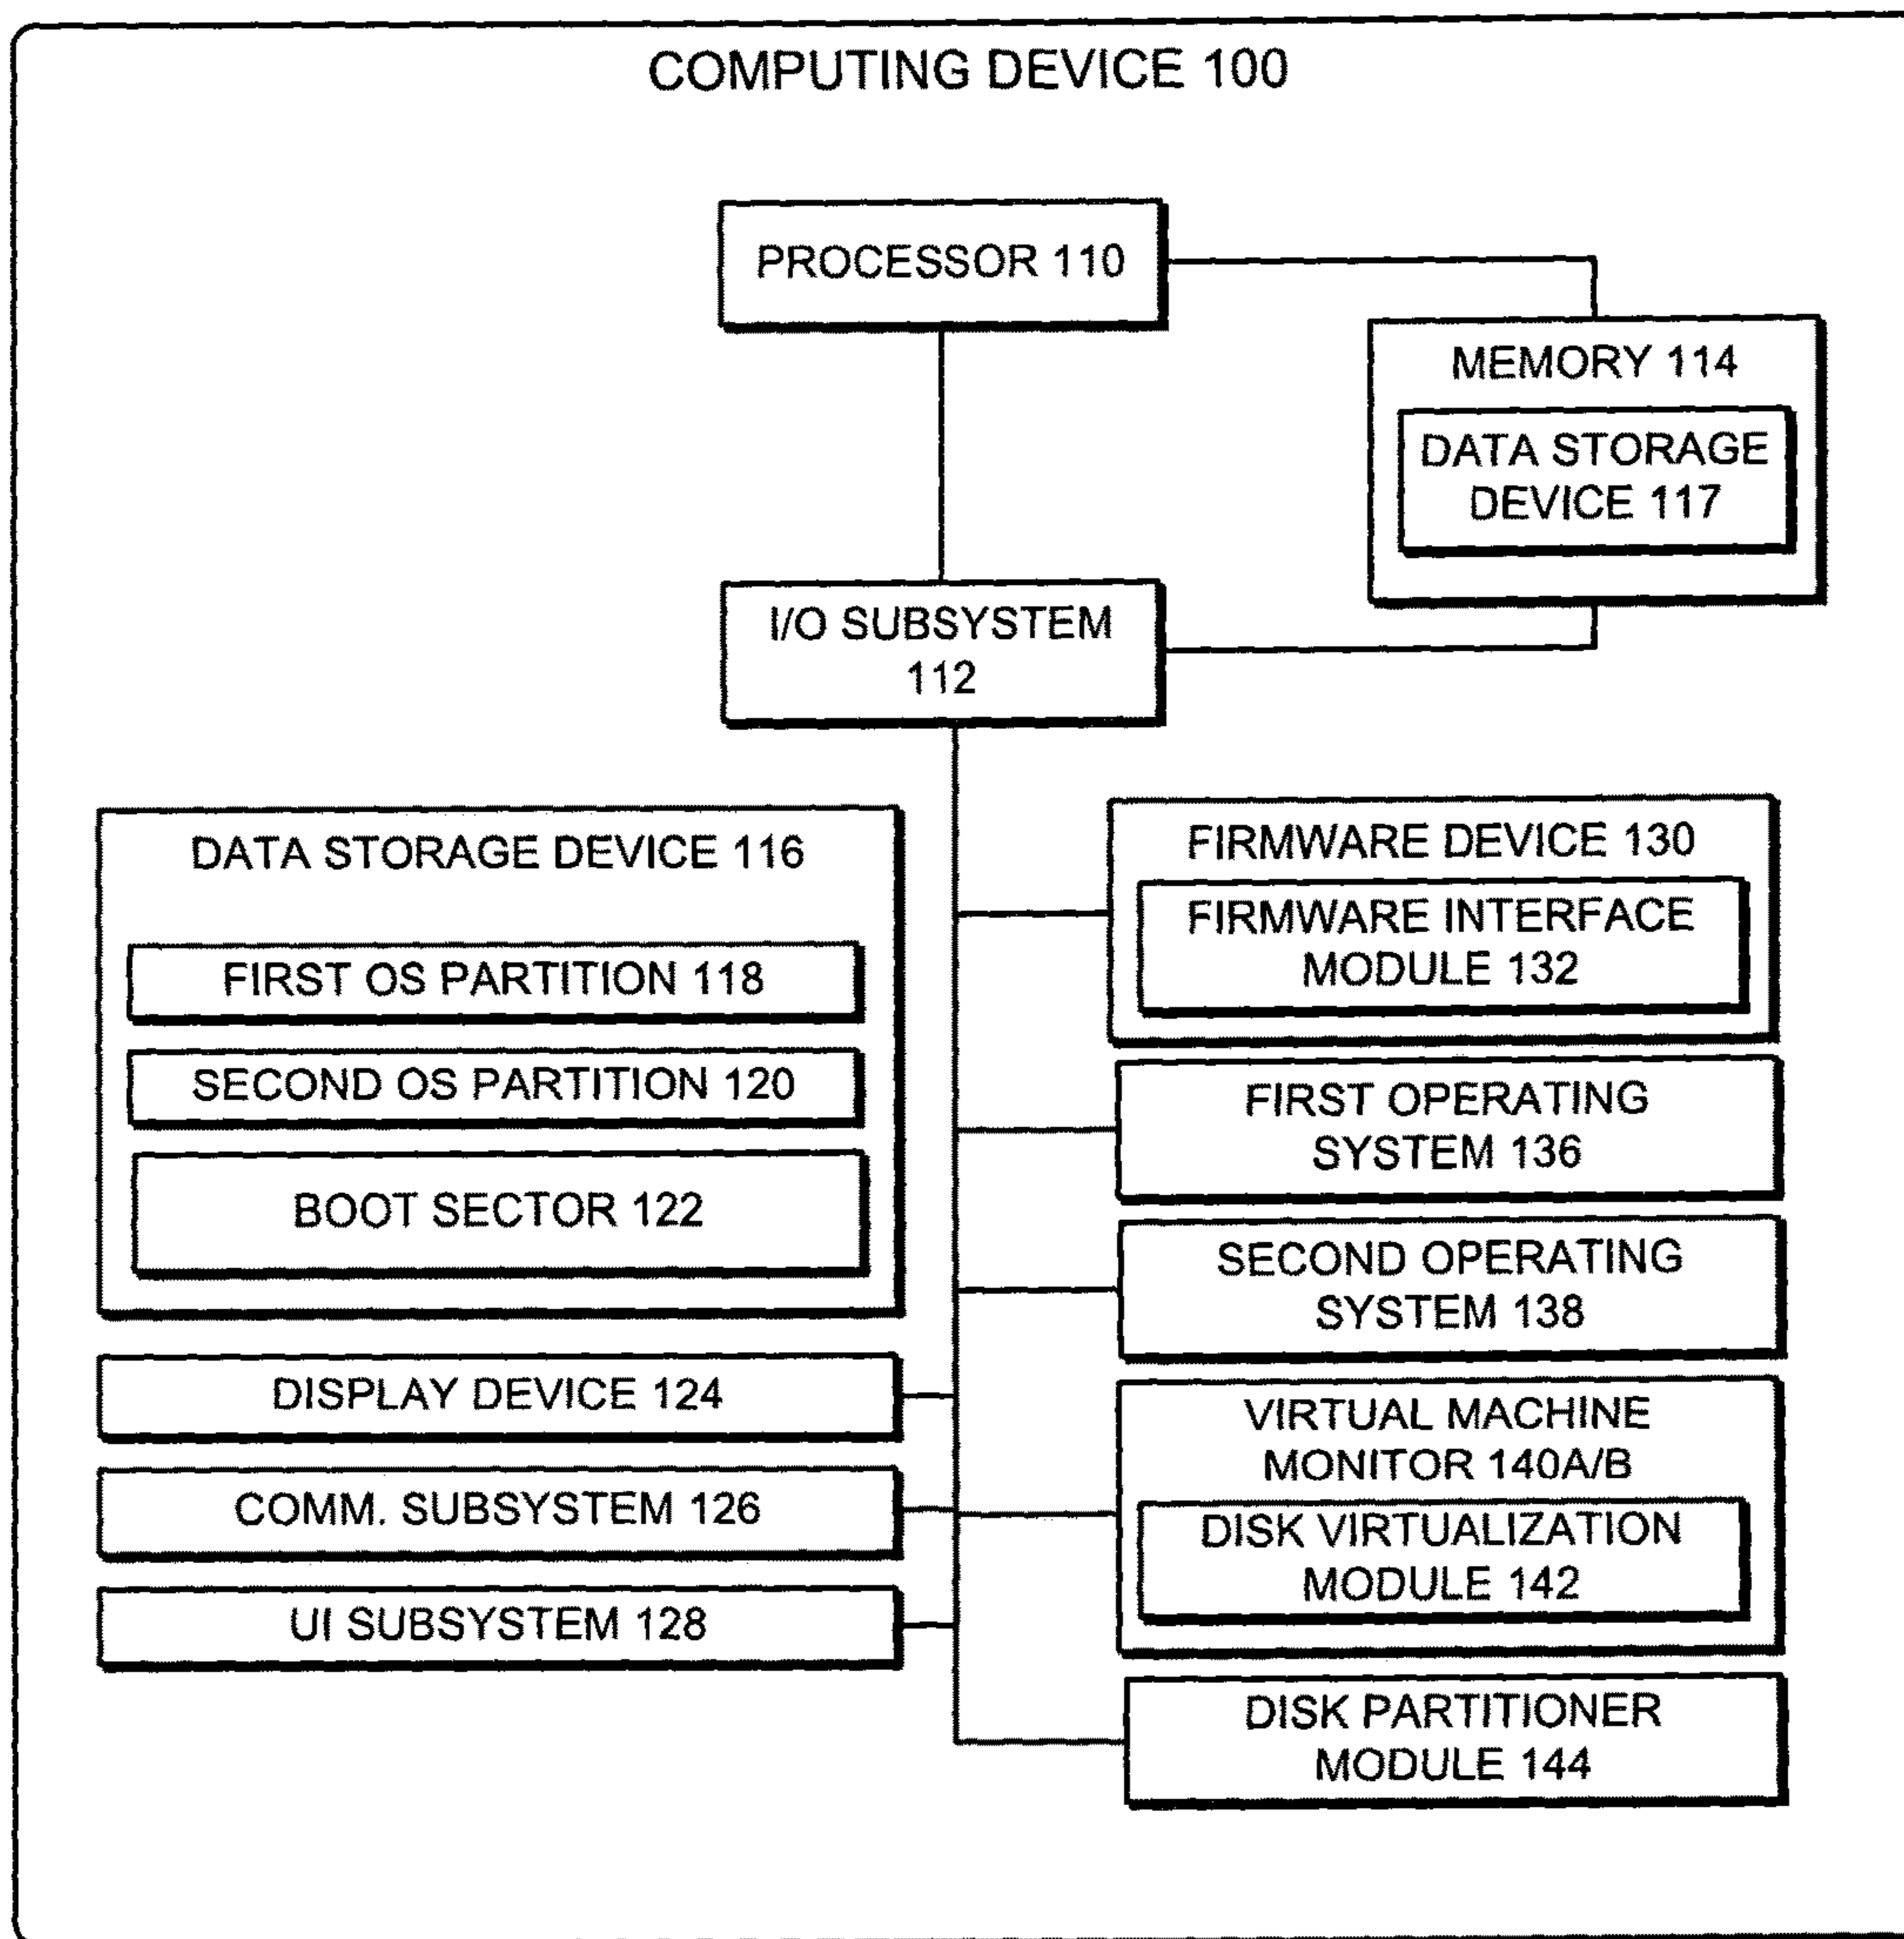 COMPUTING DEVICE 100
PROCESSOR 110
MEMORY 114
DATA STORAGE
DEVICE 117
I/O SUBSYSTEM
112
DATA STORAGE DEVICE 116
FIRST OS PARTITION 118
SECOND OS PARTITION 120
BOOT SECTOR 122
DISPLAY DEVICE 124
COMM. SUBSYSTEM 126
UI SUBSYSTEM 128
FIRMWARE DEVICE 130
FIRMWARE INTERFACE
MODULE 132
FIRST OPERATING
SYSTEM 136
SECOND OPERATING
SYSTEM 138
VIRTUAL MACHINE
MONITOR 140A/B
DISK VIRTUALIZATION
MODULE 142
DISK PARTITIONER
MODULE 144